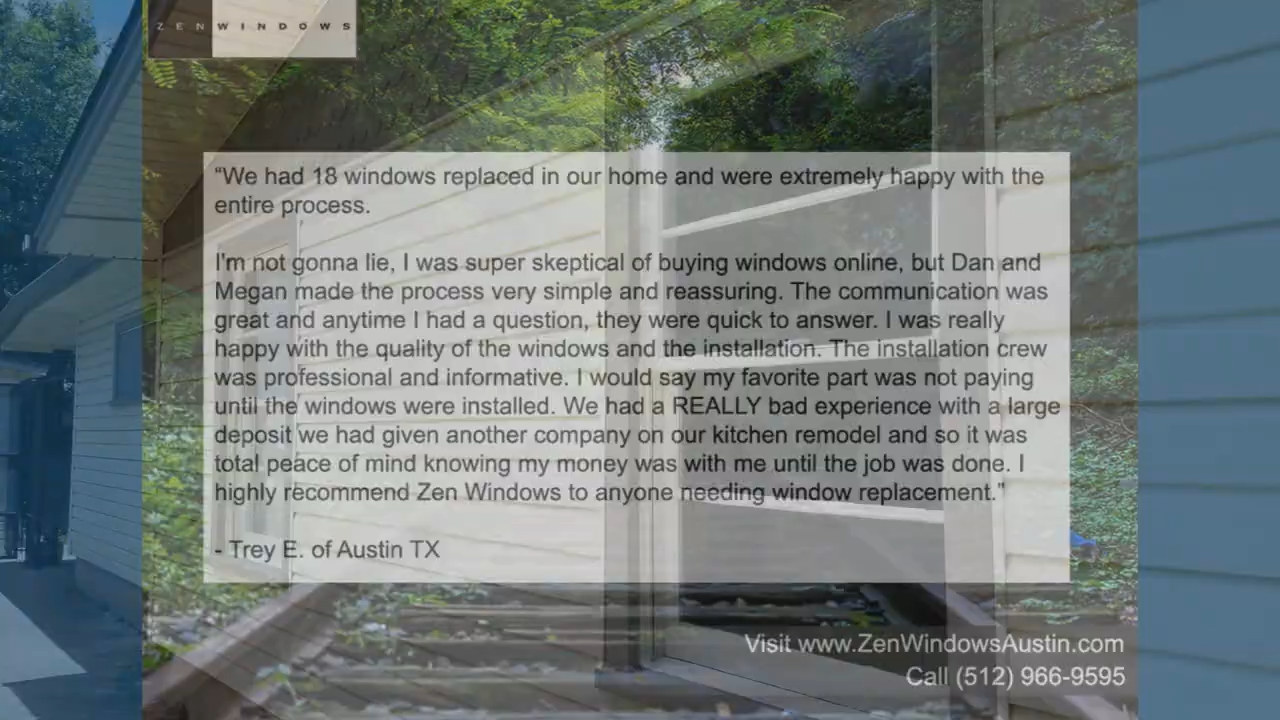 ZENWINDOWS
“We had 18 windows replaced in our home and were extremely happy with the
entire process.
I'm not gonna lie, I was super skeptical of buying windows online, but Dan and
Megan made the process very simple and reassuring. The communication was
great and anytime I had a question, they were quick to answer. I was really
happy with the quality of the windows and the installation. The installation crew
was professional and informative. I would say my favorite part was not paying
until the windows were installed. We had a REALLY bad experience with a large
deposit we had given another company on our kitchen remodel and so it was
total peace of mind knowing my money was with me until the job was done. I
highly recommend Zen Windows to anyone needing window replacement.”
- Trey E. of Austin TX
Visit www.ZenWindowsAustin.com
Call (512) 966-9595